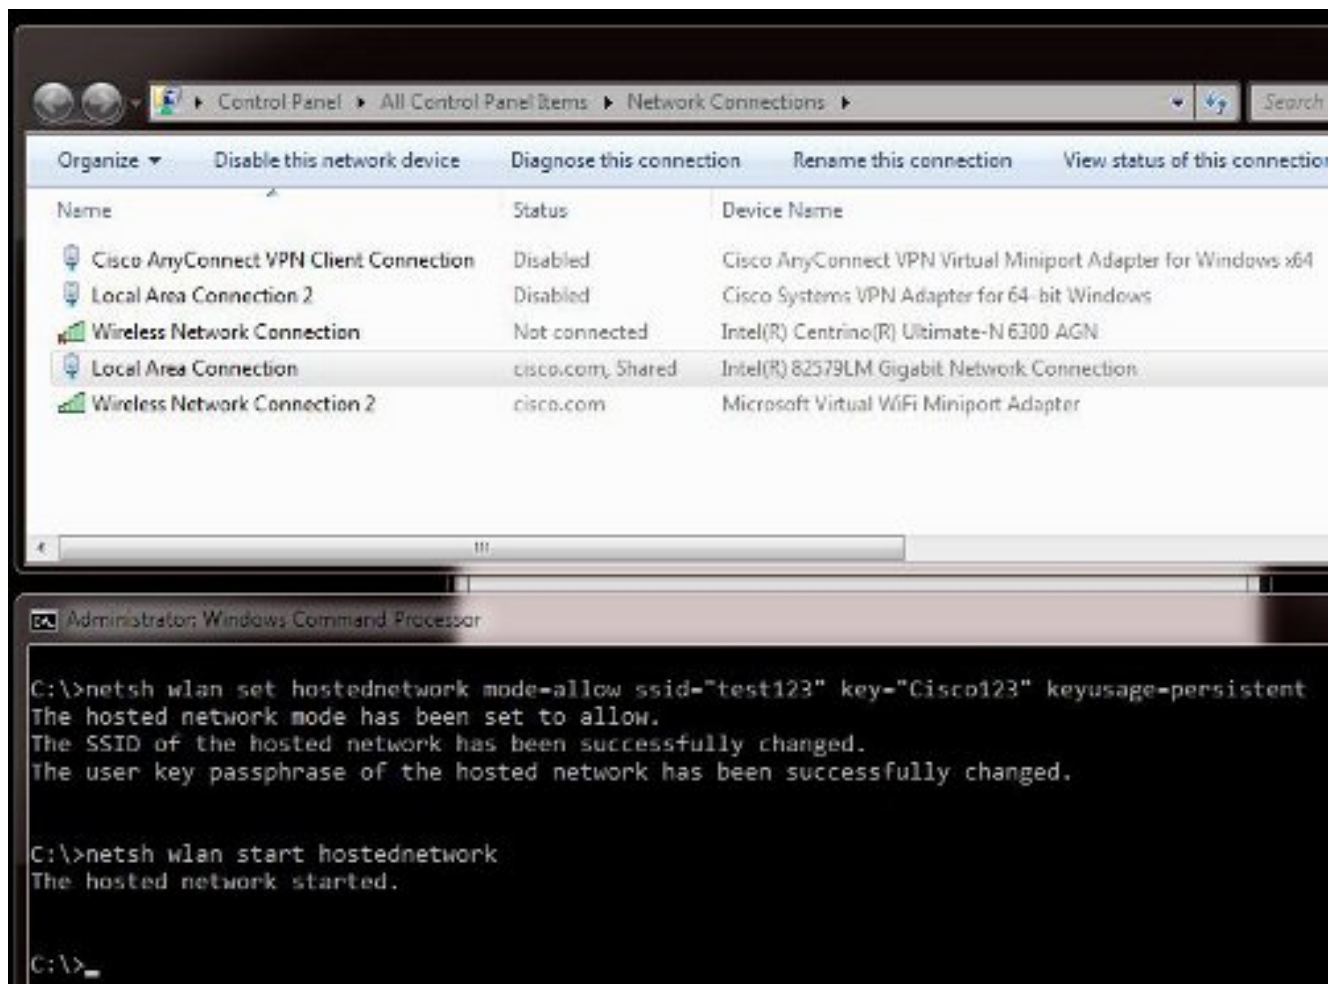 Control Panel ▸ All Control Panel Items ▸ Network Connections ▸ Search
Organize Disable this network device Diagnose this connection Rename this connection View status of this connection
Name Status Device Name
Cisco AnyConnect VPN Client Connection Disabled Cisco AnyConnect VPN Virtual Miniport Adapter for Windows x64
Local Area Connection 2 Disabled Cisco Systems VPN Adapter for 64-bit Windows
Wireless Network Connection Not connected Intel(R) Centrino(R) Ultimate-N 6300 AGN
Local Area Connection cisco.com, Shared Intel(R) 82579LM Gigabit Network Connection
Wireless Network Connection 2 cisco.com Microsoft Virtual WiFi Miniport Adapter
Administrator: Windows Command Processor
C:\>netsh wlan set hostednetwork mode=allow ssid="test123" key="Cisco123" keyusage=persistent
The hosted network mode has been set to allow.
The SSID of the hosted network has been successfully changed.
The user key passphrase of the hosted network has been successfully changed.
C:\>netsh wlan start hostednetwork
The hosted network started.
C:\>_